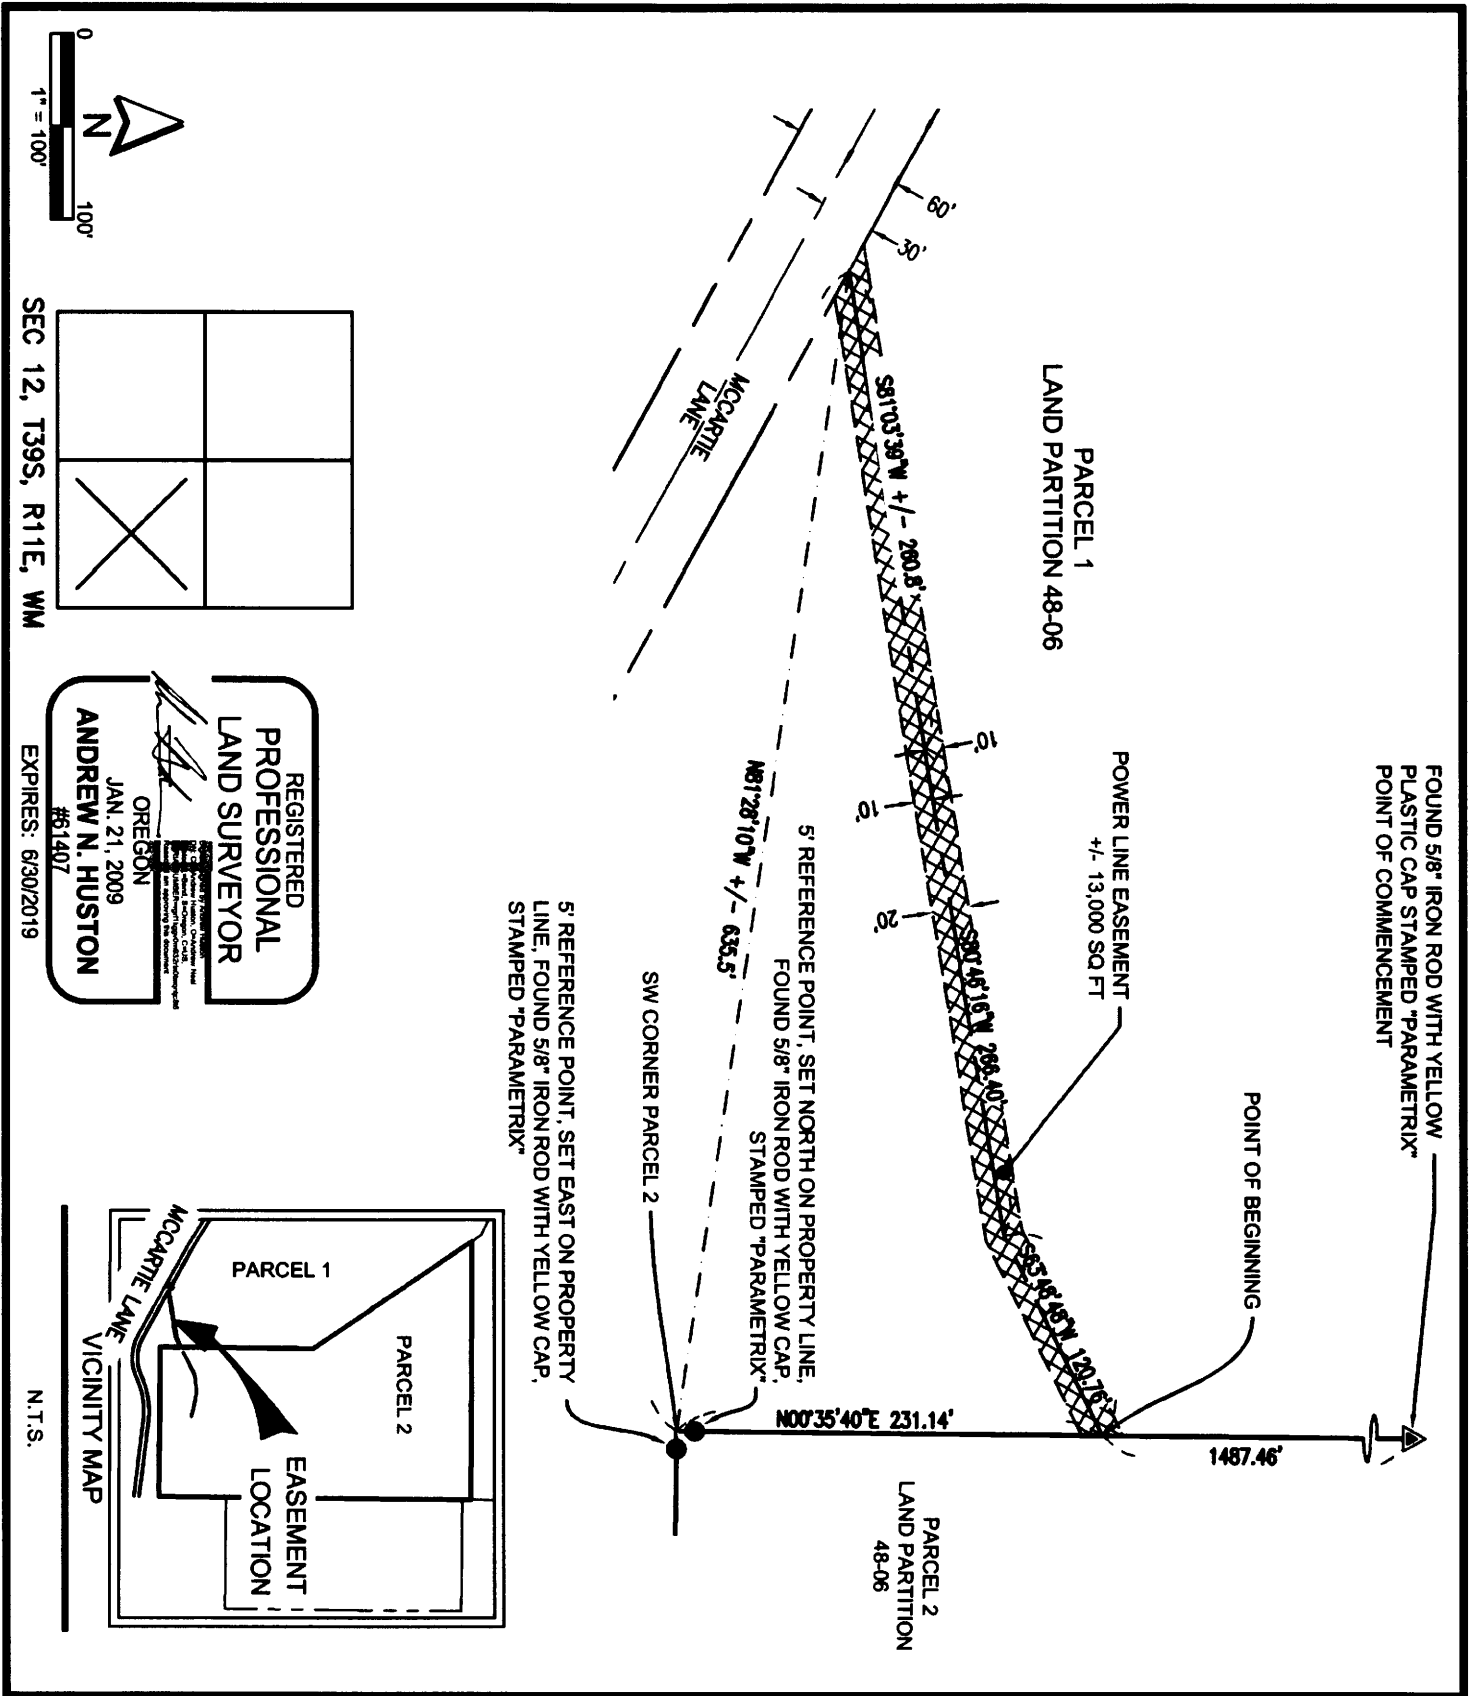 FOUND 5/8" IRON ROD WITH YELLOW
PLASTIC CAP STAMPED "PARAMETRIX"
POINT OF COMMENCEMENT
POINT OF BEGINNING
POWER LINE EASEMENT
+/- 13,000 SQ FT
PARCEL 1
LAND PARTITION 48-06
PARCEL 2
LAND PARTITION
48-06
1487.46'
N00°35'40"E 231.14'
S63°48'48"W 120.76'
S80°46'16"W 266.40'
S81°03'39"W +/- 260.8'
10'
10'
20'
60'
30'
MCCARTIE
LANE
N81°28'10"W +/- 635.5'
5' REFERENCE POINT, SET NORTH ON PROPERTY LINE,
FOUND 5/8" IRON ROD WITH YELLOW CAP,
STAMPED "PARAMETRIX"
SW CORNER PARCEL 2
5' REFERENCE POINT, SET EAST ON PROPERTY
LINE, FOUND 5/8" IRON ROD WITH YELLOW CAP,
STAMPED "PARAMETRIX"
0
100'
1" = 100'
N
SEC 12, T39S, R11E, WM
REGISTERED
PROFESSIONAL
LAND SURVEYOR
OREGON
JAN. 21, 2009
ANDREW N. HUSTON
#61407
EXPIRES: 6/30/2019
PARCEL 1
PARCEL 2
MCCARTIE LANE
EASEMENT
LOCATION
VICINITY MAP
N.T.S.